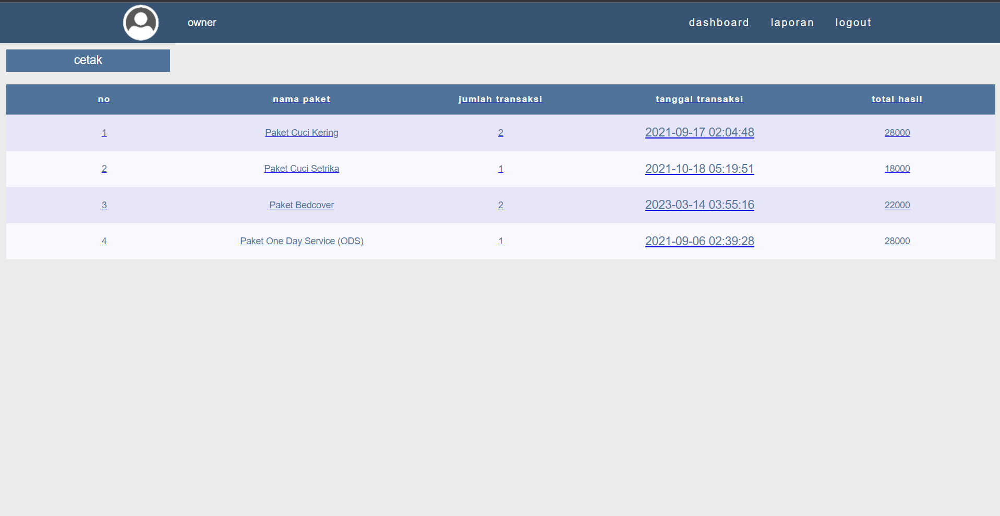 owner dashboard laporan logout
cetak
no nama paket jumlah transaksi tanggal transaksi total hasil
1 Paket Cuci Kering 2 2021-09-17 02:04:48 28000
2 Paket Cuci Setrika 1 2021-10-18 05:19:51 18000
3 Paket Bedcover 2 2023-03-14 03:55:16 22000
4 Paket One Day Service (ODS) 1 2021-09-06 02:39:28 28000